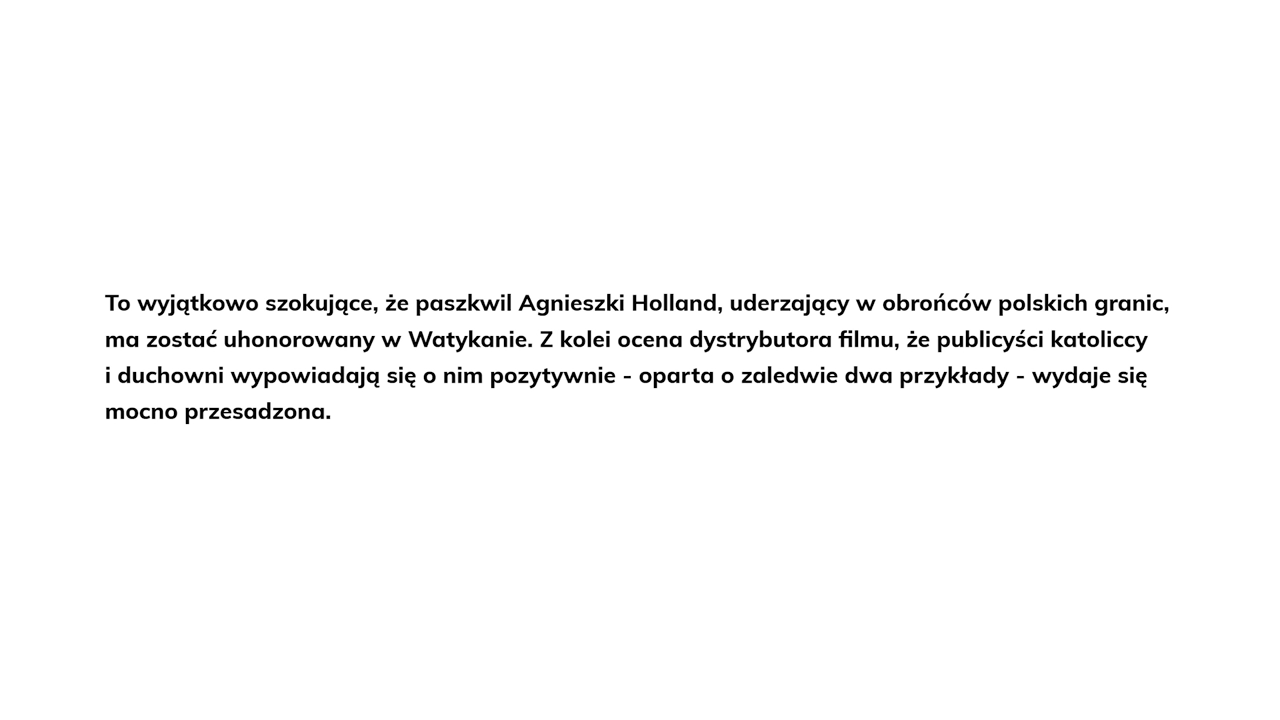 To wyjątkowo szokujące, że paszkwil Agnieszki Holland, uderzający w obrońców polskich granic,
ma zostać uhonorowany w Watykanie. Z kolei ocena dystrybutora filmu, że publicyści katoliccy
i duchowni wypowiadają się o nim pozytywnie - oparta o zaledwie dwa przykłady - wydaje się
mocno przesadzona.